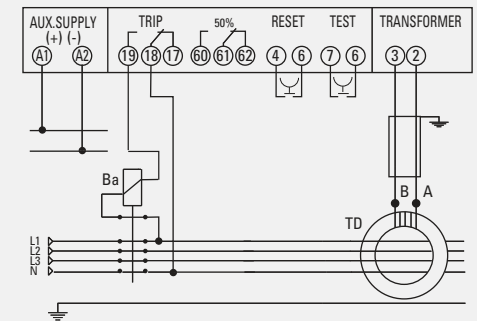 AUX.SUPPLY TRIP 50% RESET TEST TRANSFORMER
(+) (-)
A1 A2 19 18 17 60 61 62 4 6 7 6 3 2
Ba
B A
TD
L1
L2
L3
N